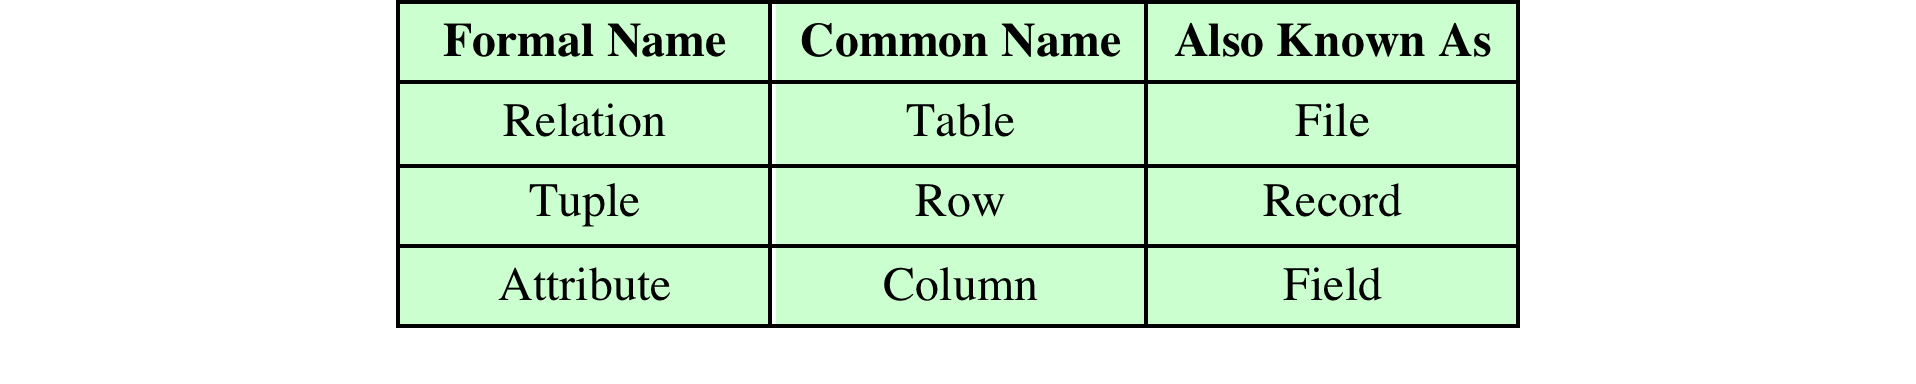 Formal Name Common Name Also Known As
Relation Table File
Tuple Row Record
Attribute Column Field